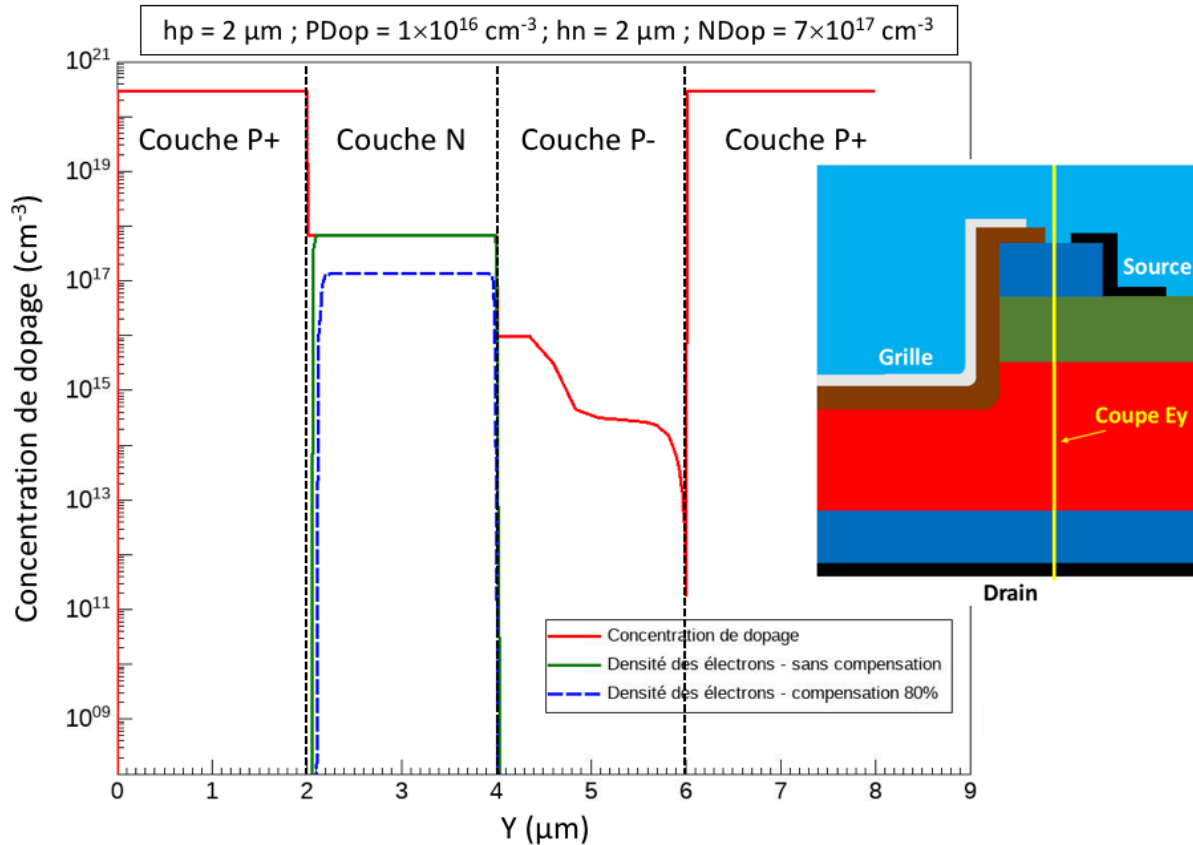 hp = 2 µm ; PDop = 1×10¹⁶ cm⁻³ ; hn = 2 µm ; NDop = 7×10¹⁷ cm⁻³
10²¹
10¹⁹
10¹⁷
10¹⁵
10¹³
10¹¹
10⁰⁹
Concentration de dopage (cm⁻³)
Couche P+
Couche N
Couche P-
Couche P+
Source
Grille
Coupe Ey
Drain
Concentration de dopage
Densité des électrons - sans compensation
Densité des électrons - compensation 80%
0 1 2 3 4 5 6 7 8 9
Y (µm)